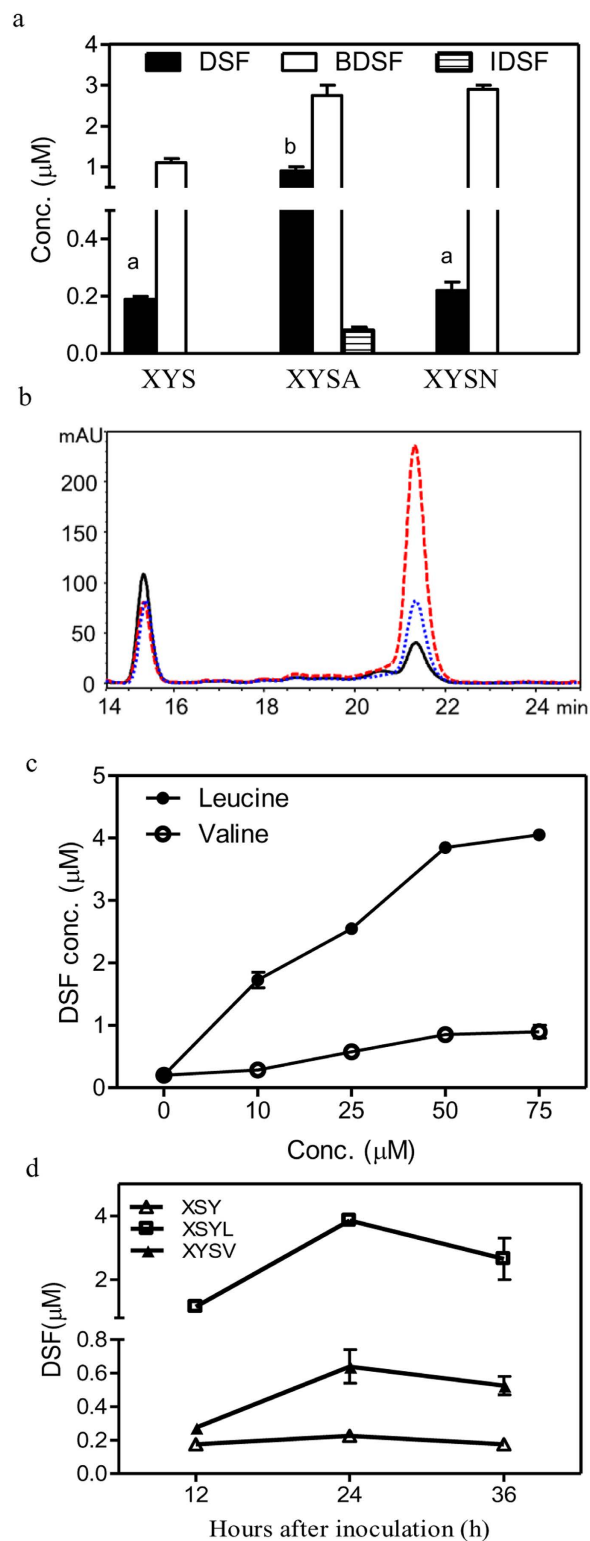 a
DSF BDSF IDSF
4
3
2
1
0.4
0.2
0.0
Conc. (μM)
a
b
a
XYS XYSA XYSN
b
mAU
200
150
100
50
0
14 16 18 20 22 24 min
c
Leucine
Valine
5
4
3
2
1
0
DSF conc. (μM)
0 10 25 50 75
Conc. (μM)
d
XSY
XSYL
XYSV
4
2
0.8
0.6
0.4
0.2
0.0
DSF(μM)
12 24 36
Hours after inoculation (h)